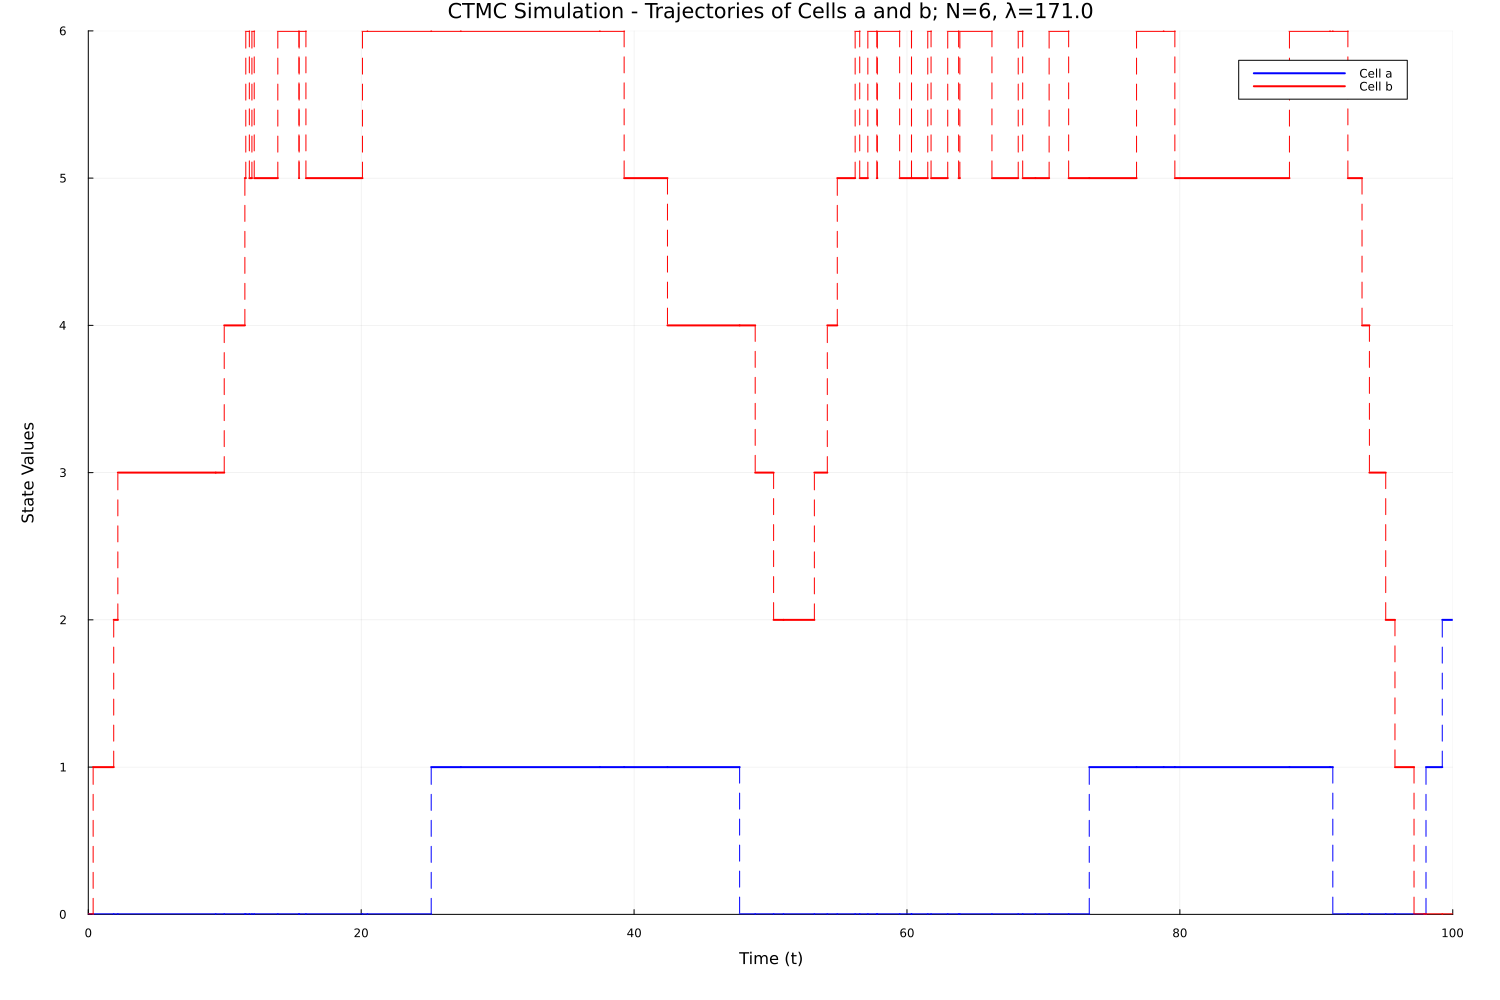 CTMC Simulation - Trajectories of Cells a and b; N=6, λ=171.0
6
5
4
3
2
1
0
State Values
Cell a
Cell b
0 20 40 60 80 100
Time (t)